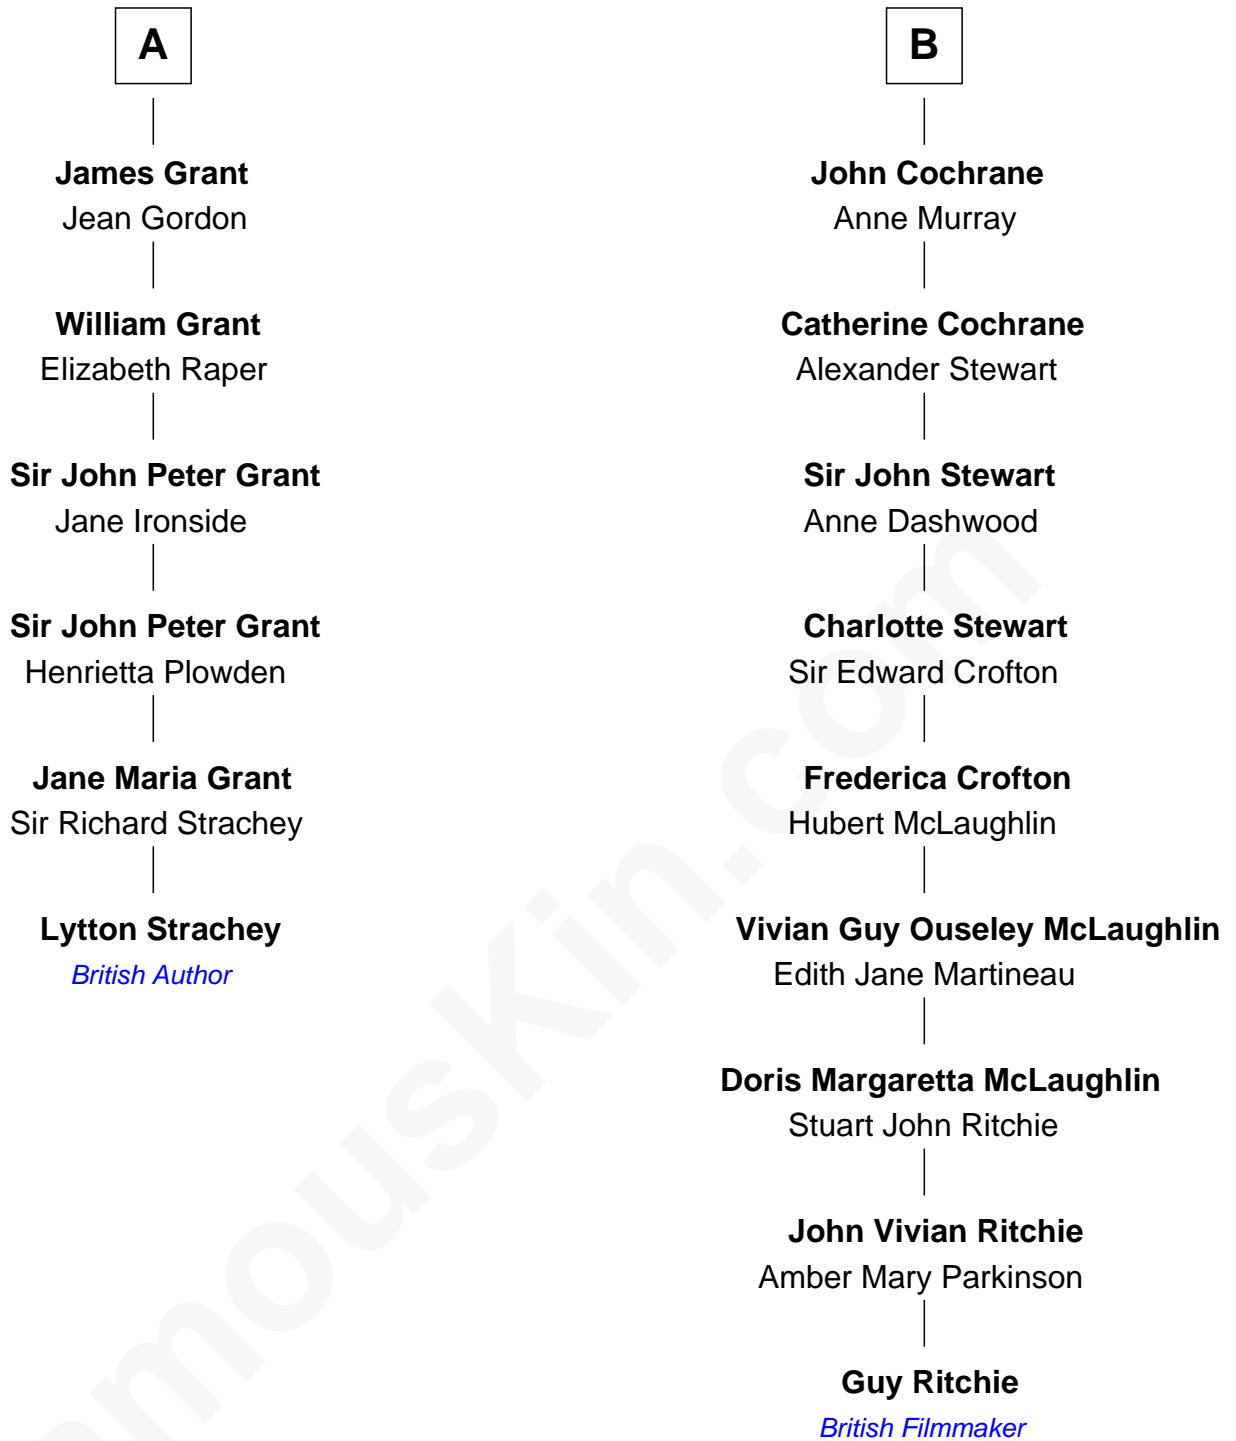 A
James Grant
Jean Gordon
William Grant
Elizabeth Raper
Sir John Peter Grant
Jane Ironside
Sir John Peter Grant
Henrietta Plowden
Jane Maria Grant
Sir Richard Strachey
Lytton Strachey
British Author
B
John Cochrane
Anne Murray
Catherine Cochrane
Alexander Stewart
Sir John Stewart
Anne Dashwood
Charlotte Stewart
Sir Edward Crofton
Frederica Crofton
Hubert McLaughlin
Vivian Guy Ouseley McLaughlin
Edith Jane Martineau
Doris Margaretta McLaughlin
Stuart John Ritchie
John Vivian Ritchie
Amber Mary Parkinson
Guy Ritchie
British Filmmaker
amouskin.com